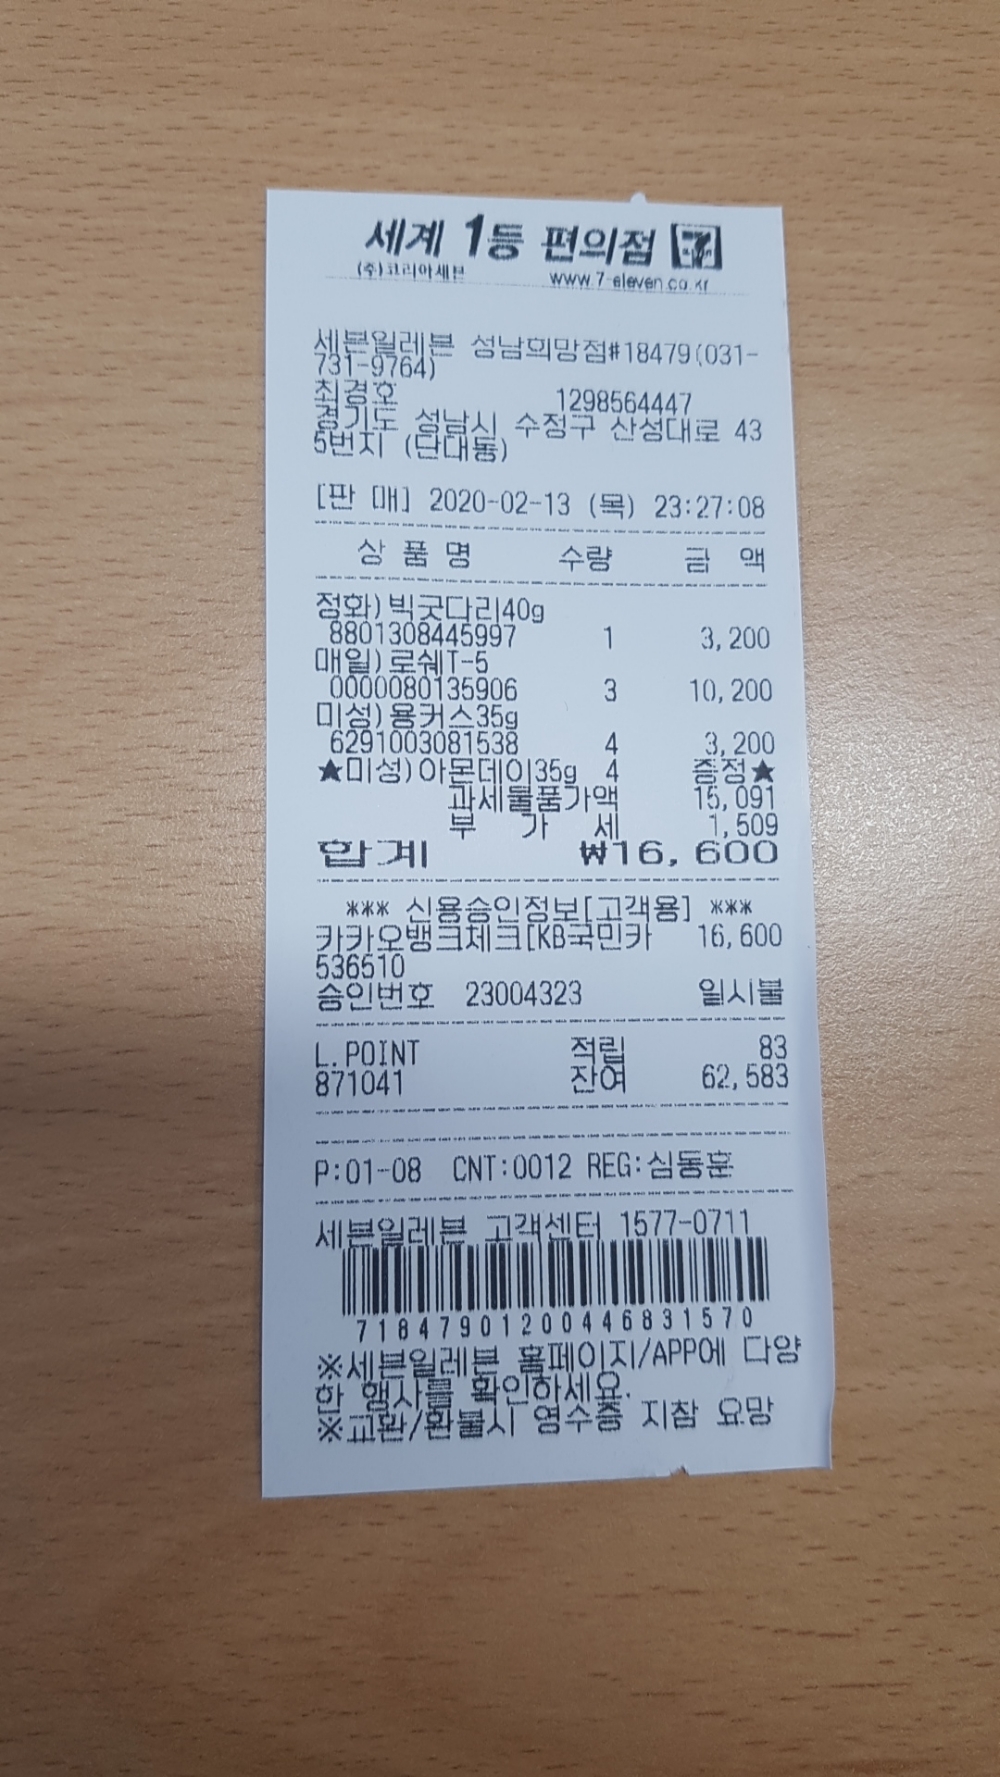 세계 1등 편의점 7
(주)코리아세븐 www.7-eleven.co.kr
세븐일레븐 성남희망점#18479(031-
731-9764)
최경호 1298564447
경기도 성남시 수정구 산성대로 43
5번지 (단대동)
[판 매] 2020-02-13 (목) 23:27:08
상 품 명 수량 금 액
정화)빅굿다리40g
8801308445997 1 3,200
매일)로쉐T-5
0000080135906 3 10,200
미성)용커스35g
6291003081538 4 3,200
★미성)아몬데이35g 4 증정★
과세물품가액 15,091
부 가 세 1,509
합계 ₩16,600
*** 신용승인정보[고객용] ***
카카오뱅크체크[KB국민카 16,600
536510
승인번호 23004323 일시불
L.POINT 적립 83
871041 잔여 62,583
P:01-08 CNT:0012 REG:심동훈
세븐일레븐 고객센터 1577-0711
71847901200446831570
※세븐일레븐 홈페이지/APP에 다양
한 행사를 확인하세요.
※교환/환불시 영수증 지참 요망